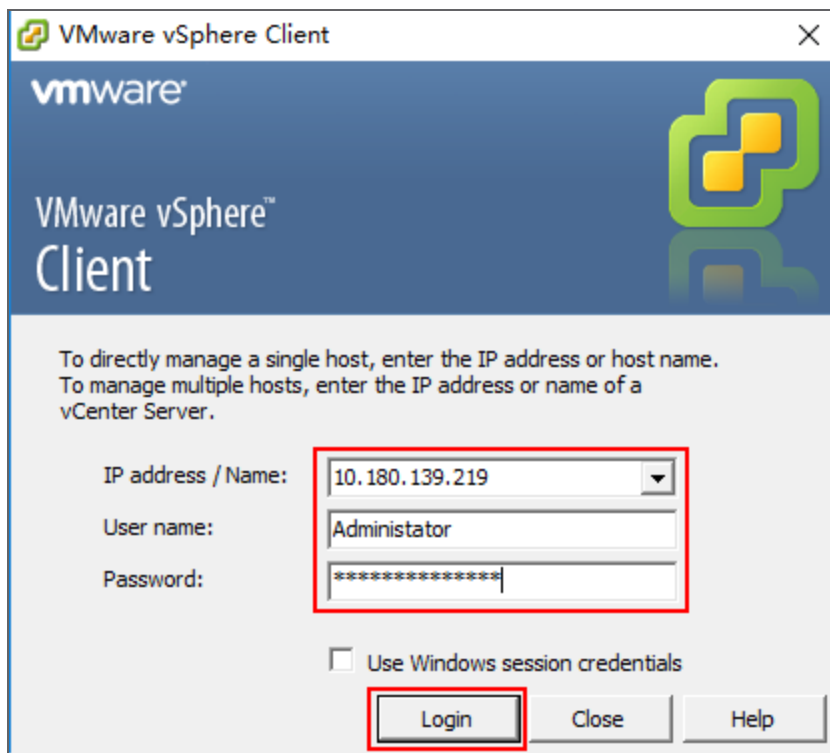 VMware vSphere Client
vmware
VMware vSphere™
Client
To directly manage a single host, enter the IP address or host name.
To manage multiple hosts, enter the IP address or name of a
vCenter Server.
IP address / Name: 10.180.139.219
User name: Administator
Password: **************
Use Windows session credentials
Login Close Help